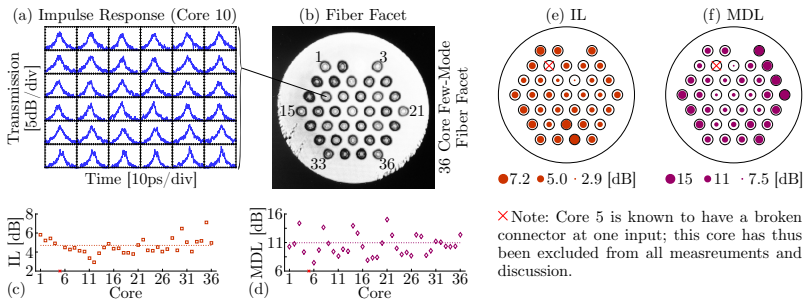 (a) Impulse Response (Core 10)
Transmission
[5dB /div]
Time [10ps/div]
(b) Fiber Facet
1
3
15
21
33
36
36 Core Few-Mode
Fiber Facet
(e) IL
7.2 5.0 2.9 [dB]
(f) MDL
15 11 7.5 [dB]
IL [dB]
8
6
4
2
1 6 11 16 21 26 31 36
(c) Core
MDL [dB]
16
11
6
1 6 11 16 21 26 31 36
(d) Core
Note: Core 5 is known to have a broken
connector at one input; this core has thus
been excluded from all measreuments and
discussion.